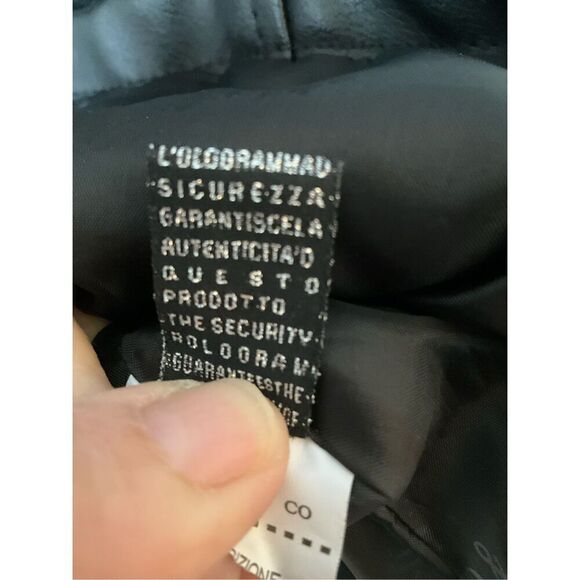 L'OLOGRAMMAD
SICUREZZA
GARANTISCELA
AUTENTICITA'D
QUESTO
PRODOTTO
THE SECURITY
HOLOGRAM
GUARANTEESTHE
CO